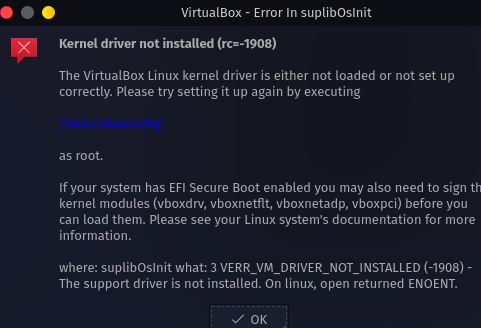 VirtualBox - Error In suplibOsInit
Kernel driver not installed (rc=-1908)
The VirtualBox Linux kernel driver is either not loaded or not set up
correctly. Please try setting it up again by executing
'/sbin/vboxconfig'
as root.
If your system has EFI Secure Boot enabled you may also need to sign th
kernel modules (vboxdrv, vboxnetflt, vboxnetadp, vboxpci) before you
can load them. Please see your Linux system's documentation for more
information.
where: suplibOsInit what: 3 VERR_VM_DRIVER_NOT_INSTALLED (-1908) -
The support driver is not installed. On linux, open returned ENOENT.
OK